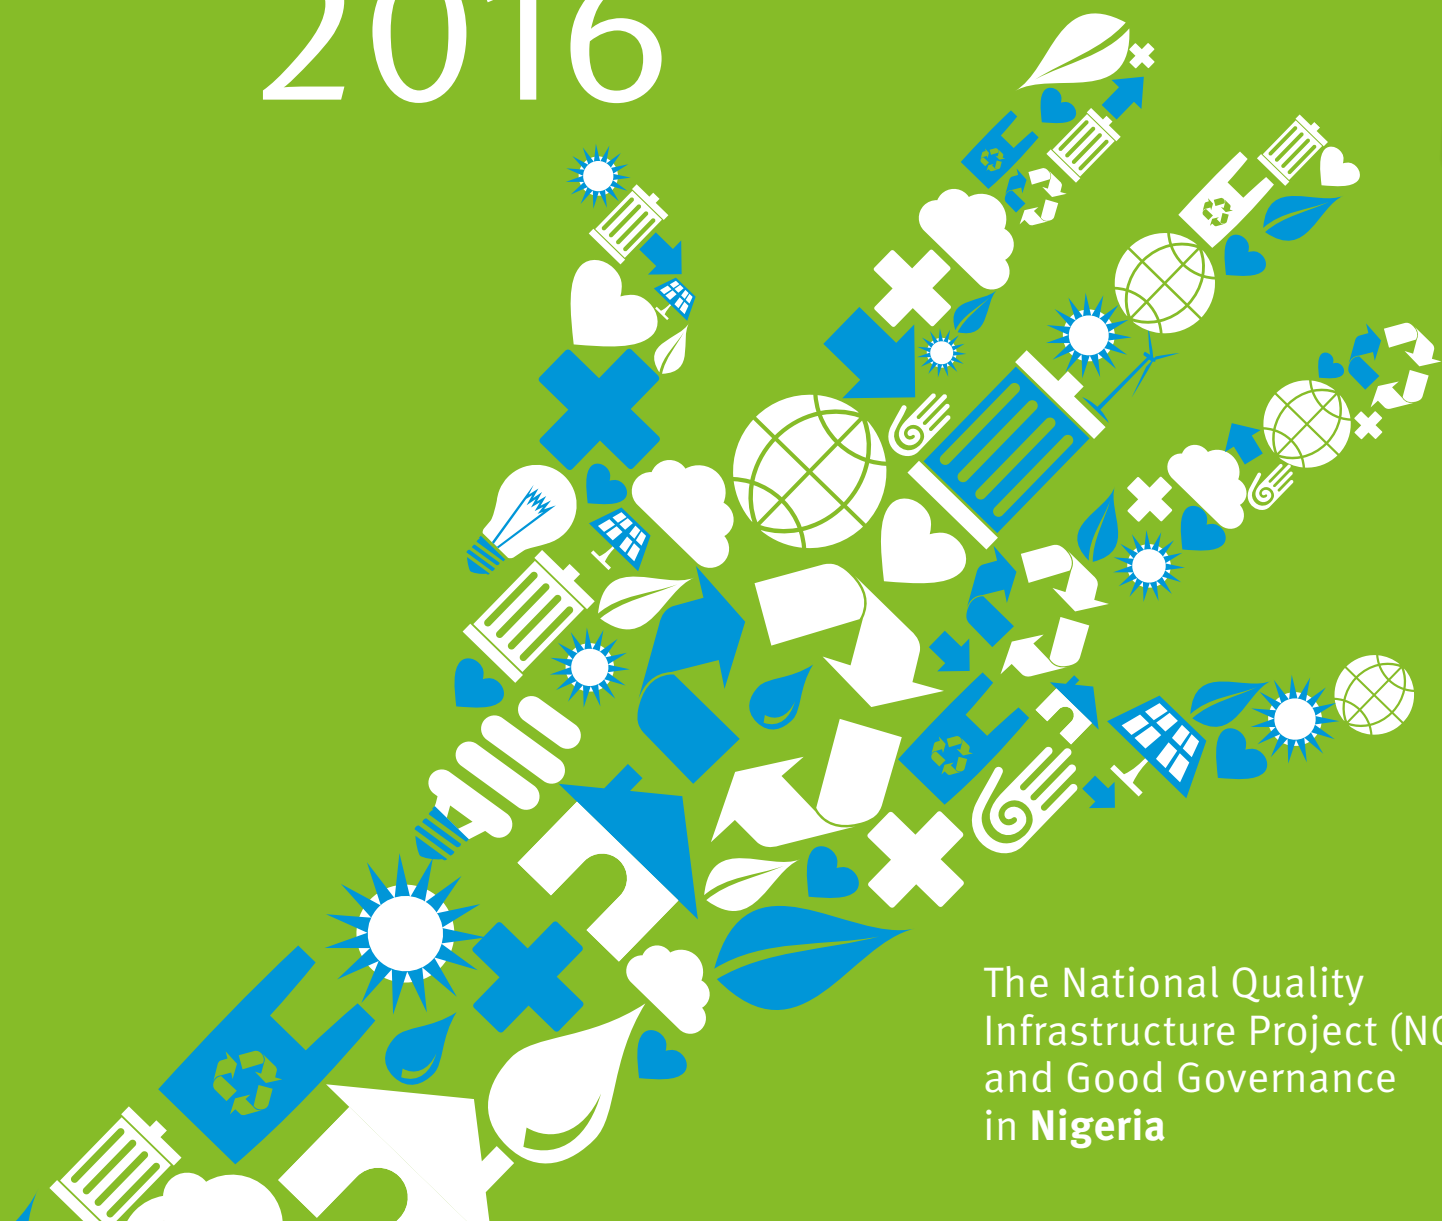 2016
The National Quality
Infrastructure Project (N
and Good Governance
in Nigeria